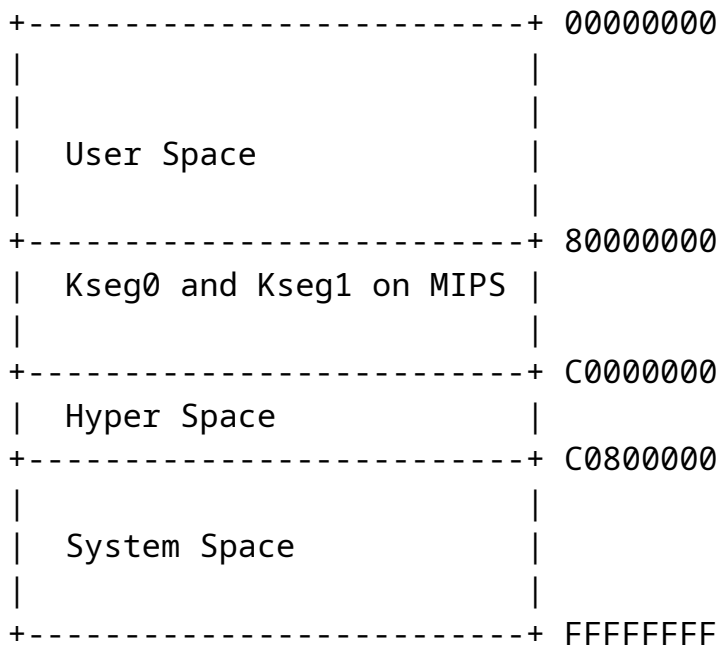 +--------------------------+ 00000000
|                          |
|                          |
|  User Space              |
|                          |
+--------------------------+ 80000000
|  Kseg0 and Kseg1 on MIPS |
|                          |
+--------------------------+ C0000000
|  Hyper Space             |
+--------------------------+ C0800000
|                          |
|  System Space            |
|                          |
+--------------------------+ FFFFFFFF